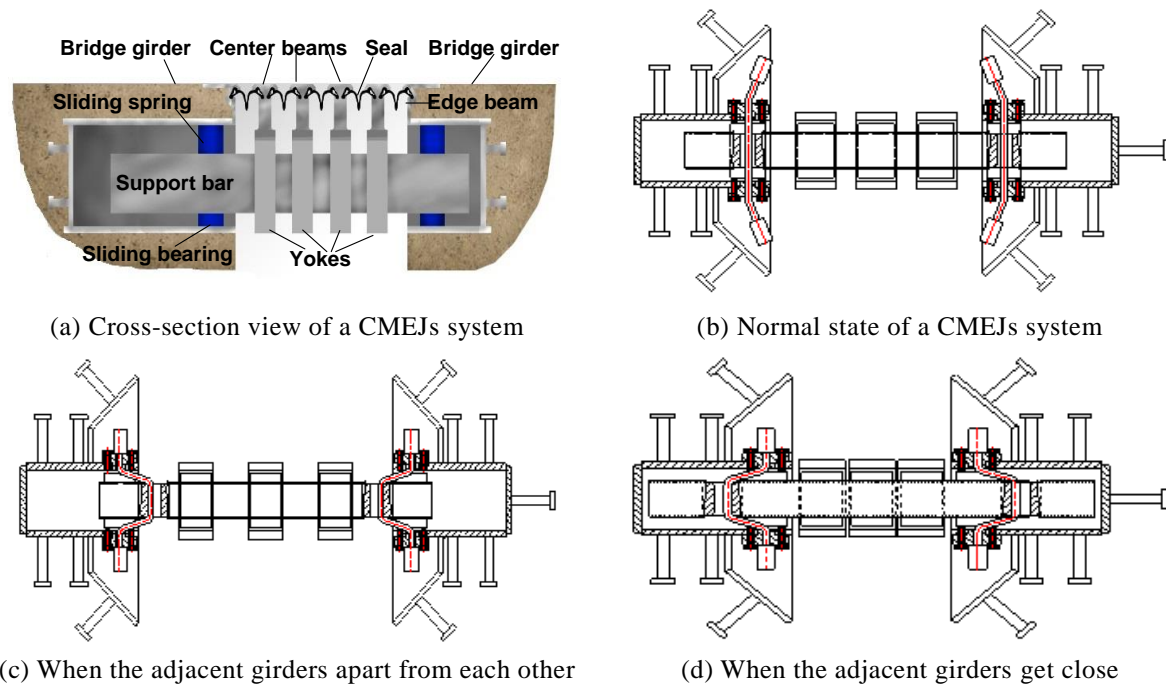 Bridge girder Center beams Seal Bridge girder
Sliding spring Edge beam
Support bar
Sliding bearing Yokes
(a) Cross-section view of a CMEJs system
(b) Normal state of a CMEJs system
(c) When the adjacent girders apart from each other
(d) When the adjacent girders get close